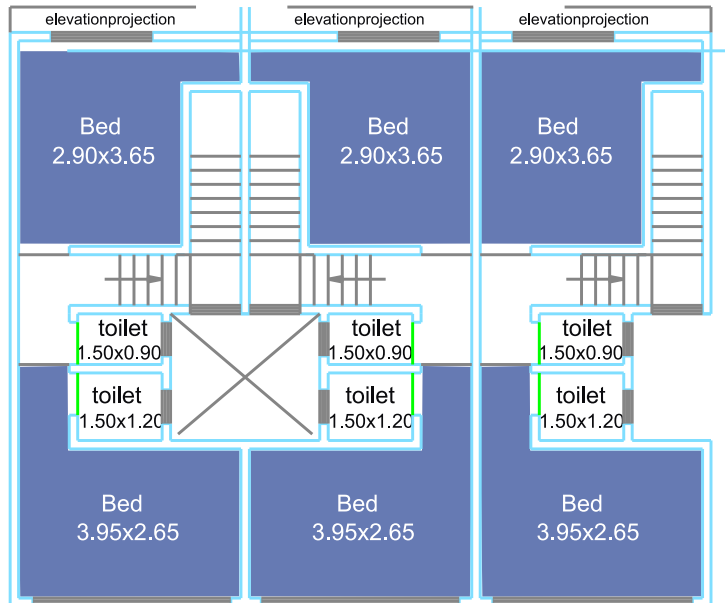 elevationprojection
elevationprojection
elevationprojection
Bed
2.90x3.65
Bed
2.90x3.65
Bed
2.90x3.65
toilet
1.50x0.90
toilet
1.50x0.90
toilet
1.50x0.90
toilet
1.50x1.20
toilet
1.50x1.20
toilet
1.50x1.20
Bed
3.95x2.65
Bed
3.95x2.65
Bed
3.95x2.65